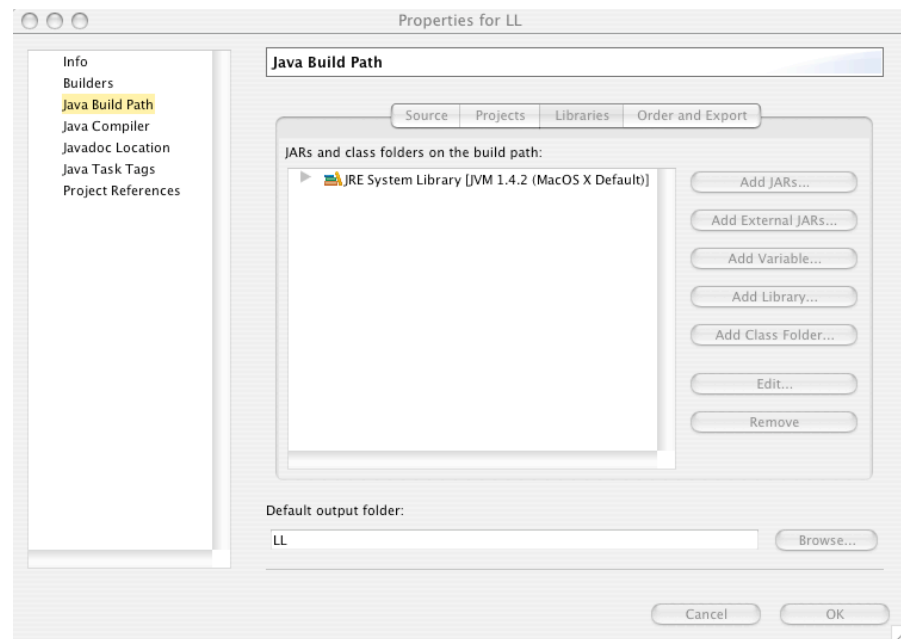 Properties for LL
Info
Builders
Java Build Path
Java Compiler
Javadoc Location
Java Task Tags
Project References
Java Build Path
Source
Projects
Libraries
Order and Export
JARs and class folders on the build path:
JRE System Library [JVM 1.4.2 (MacOS X Default)]
Add JARs...
Add External JARs...
Add Variable...
Add Library...
Add Class Folder...
Edit...
Remove
Default output folder:
LL
Browse...
Cancel
OK